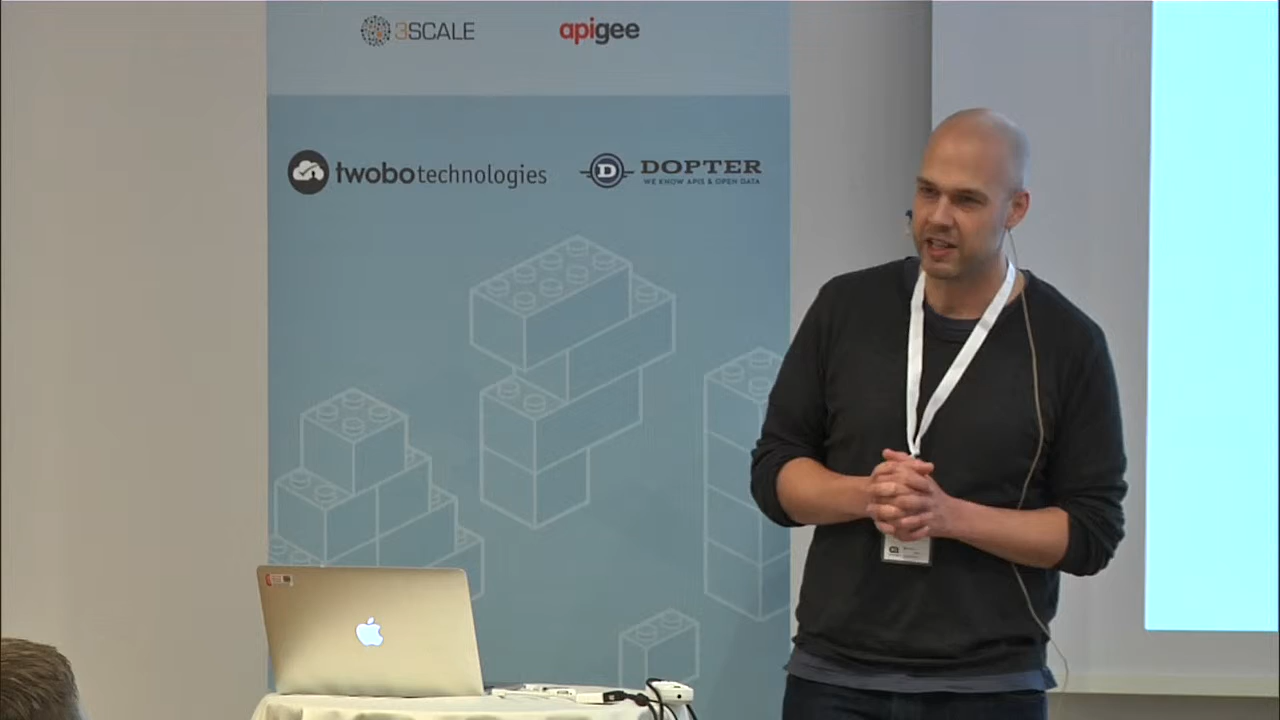 3SCALE
apigee
twobotechnologies
D
DOPTER
WE KNOW APIS & OPEN DATA